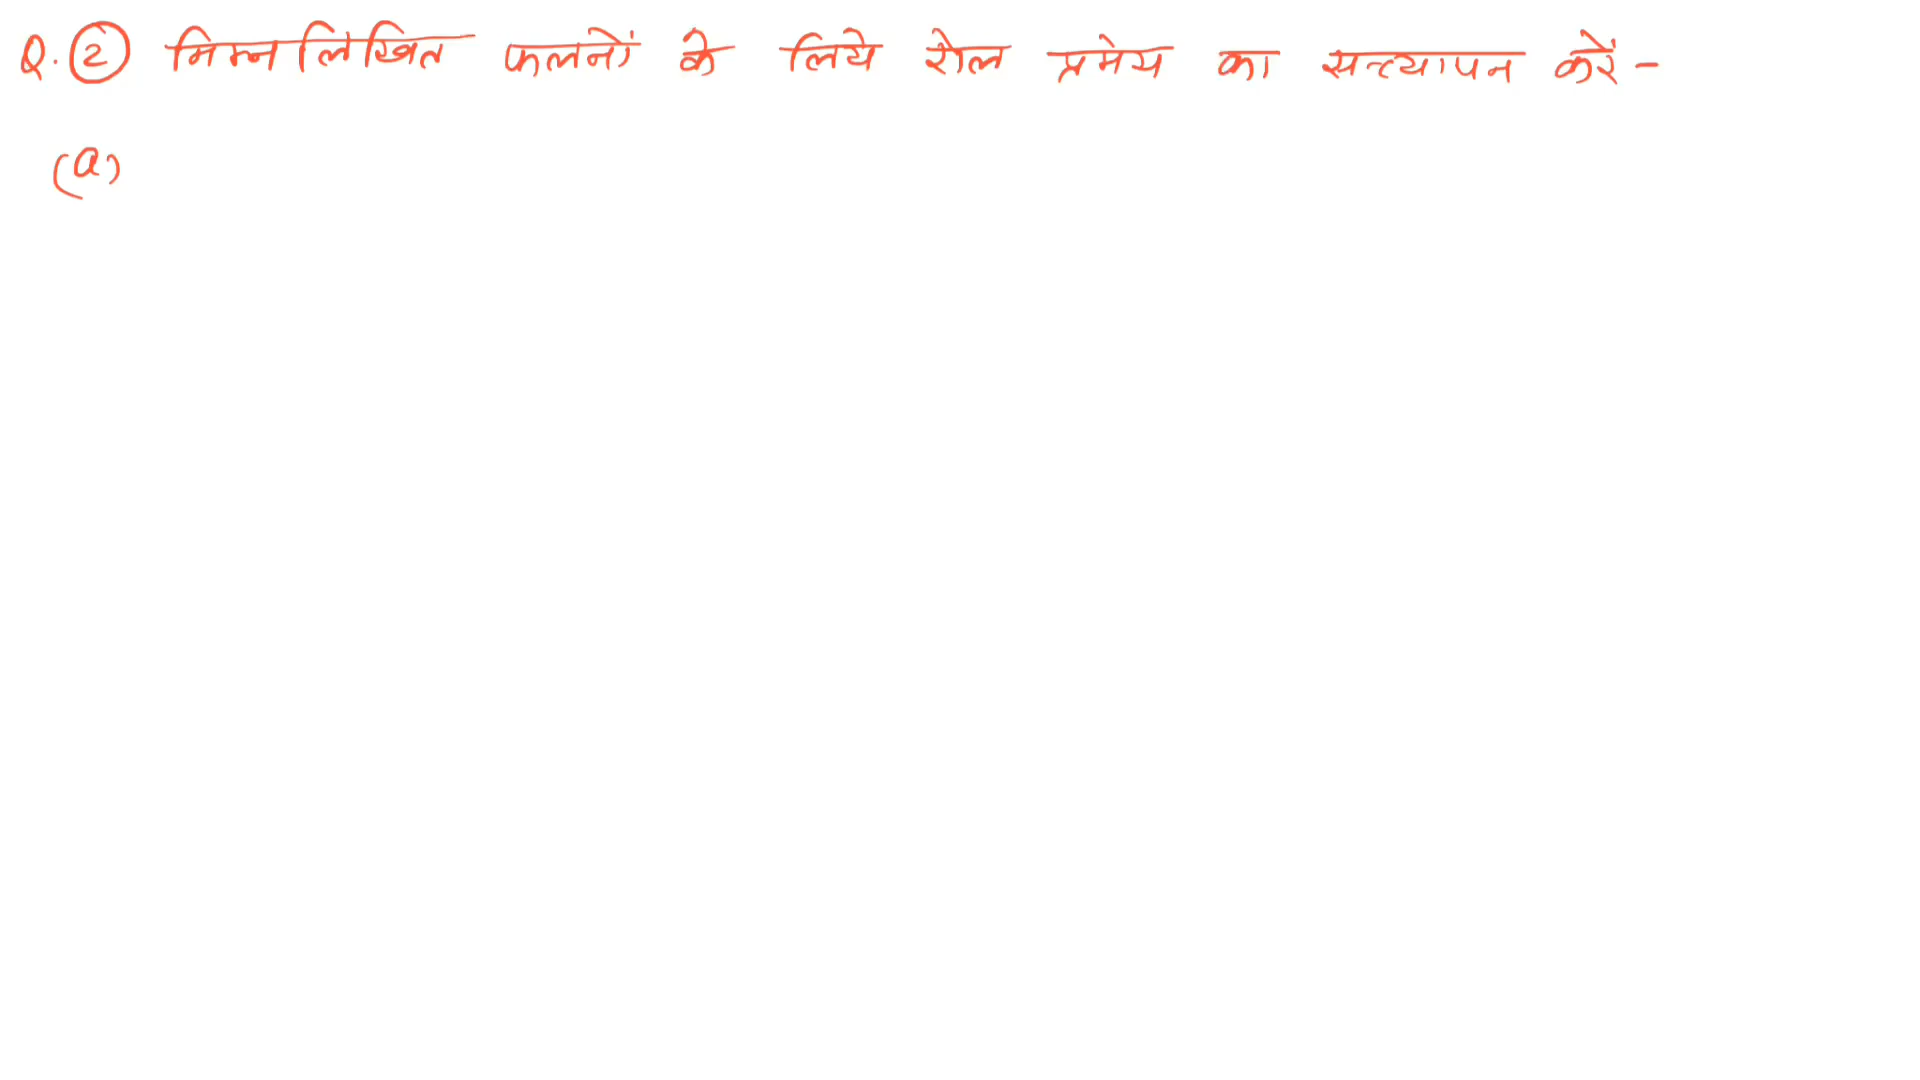 Q. ② निम्नलिखित फलनों के लिये रोल प्रमेय का सत्त्यापन करें -
(a)